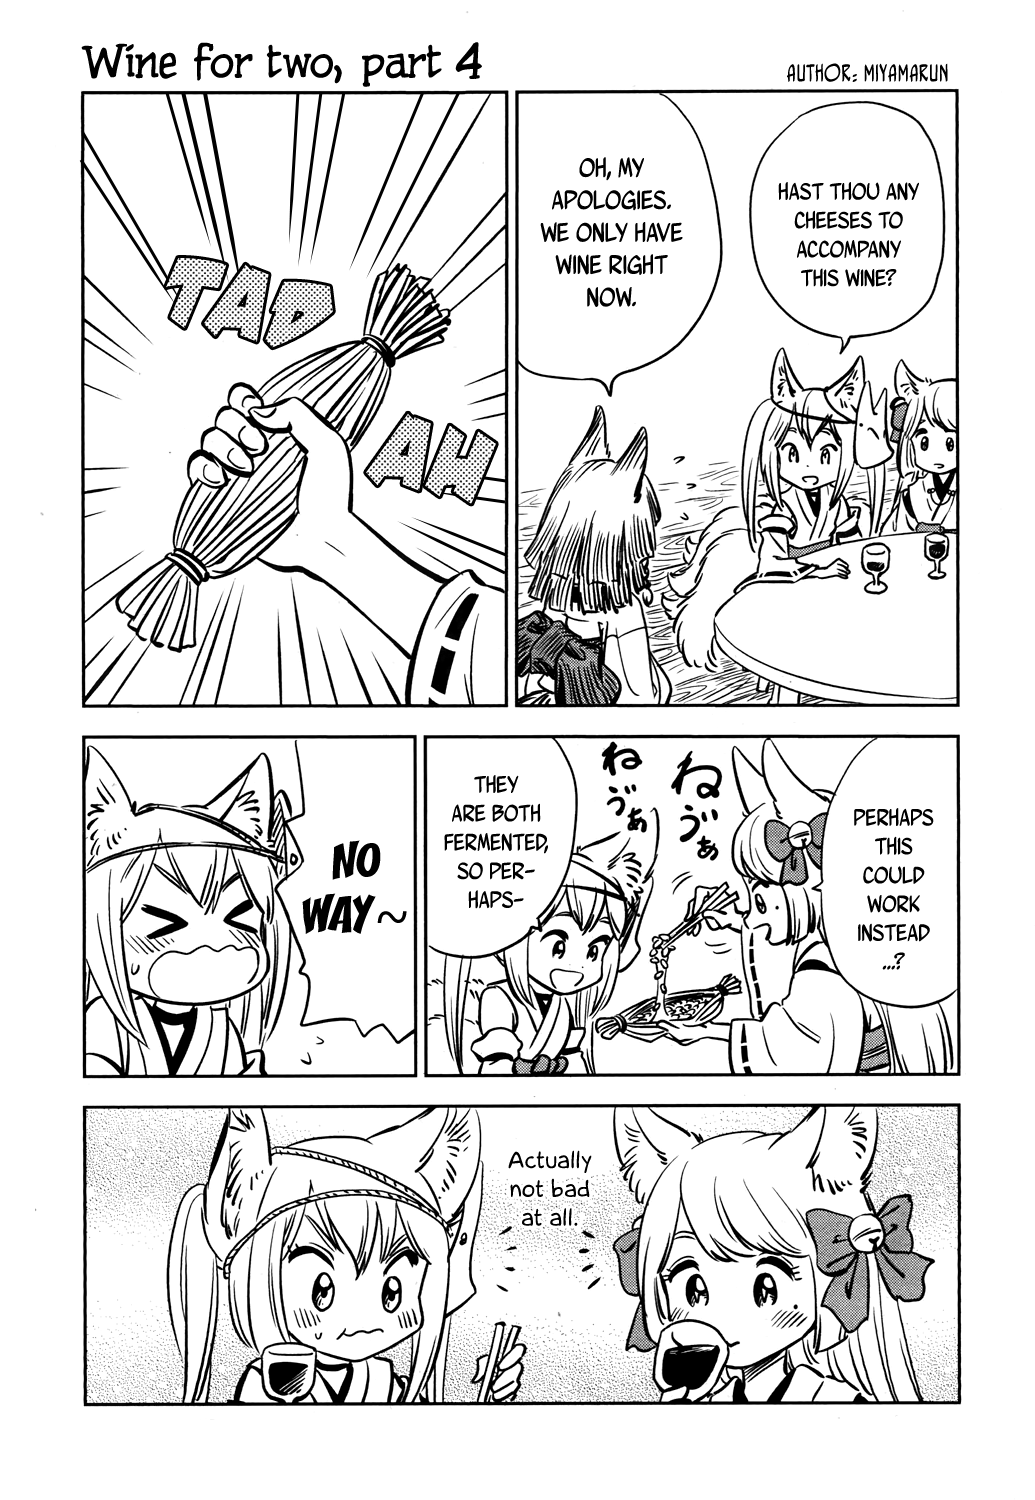 Wine for two, part 4
AUTHOR: MIYAMARUN
HAST THOU ANY
CHEESES TO
ACCOMPANY
THIS WINE?
OH, MY
APOLOGIES.
WE ONLY HAVE
WINE RIGHT
NOW.
TAD
AH
PERHAPS
THIS
COULD
WORK
INSTEAD
...?
ねぅぁ
ねぅぁ
THEY
ARE BOTH
FERMENTED,
SO PER-
HAPS-
NO
WAY~
Actually
not bad
at all.